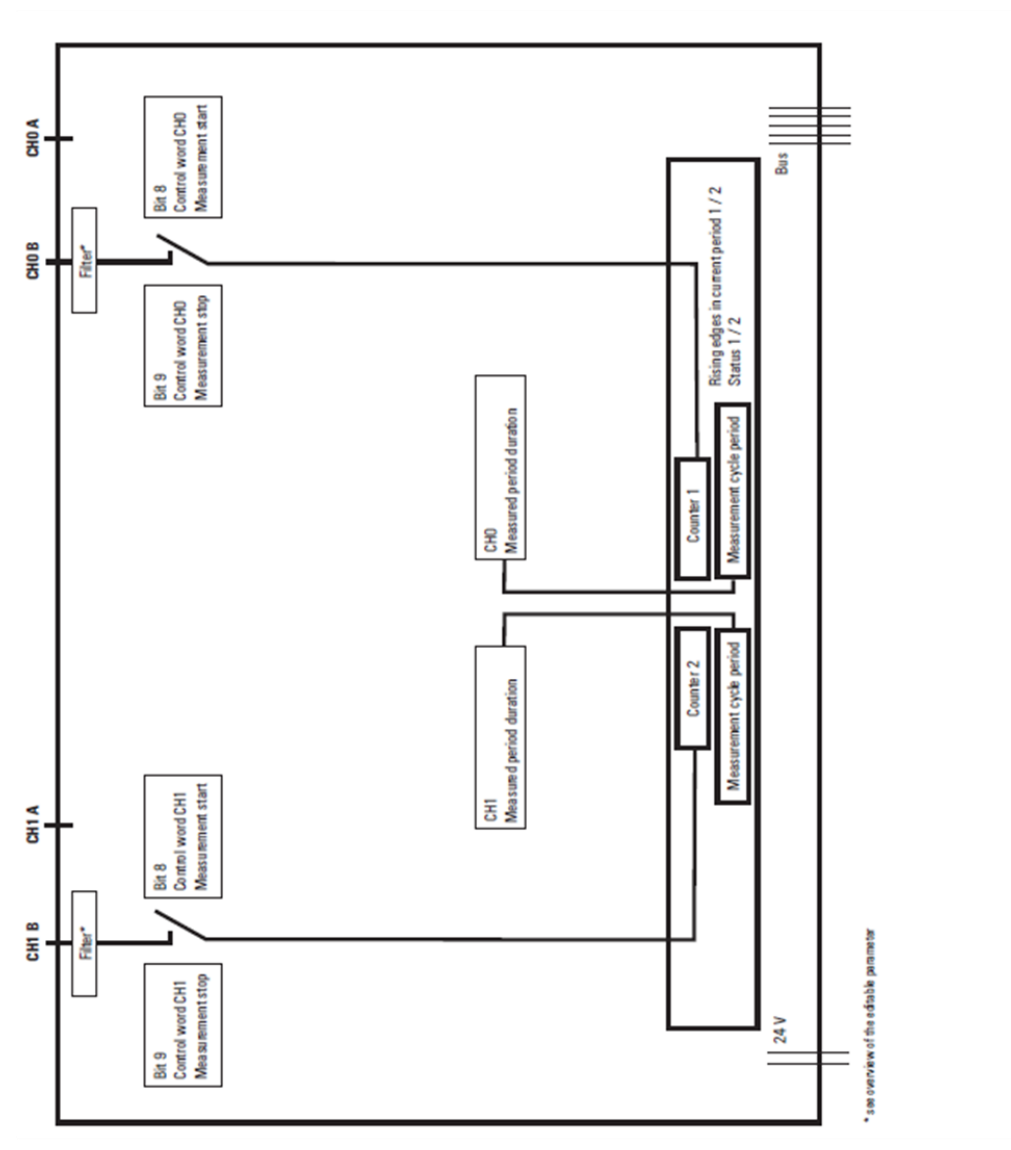 CH1 B
CH1 A
CH0 B
CH0 A
Filter*
Filter*
Bit 9
Control word CH1
Measurement stop
Bit 8
Control word CH1
Measurement start
Bit 9
Control word CH0
Measurement stop
Bit 8
Control word CH0
Measurement start
CH1
Measured period duration
CH0
Measured period duration
Counter 2
Counter 1
Measurement cycle period
Measurement cycle period
Rising edges in current period 1 / 2
Status 1 / 2
24 V
Bus
* see overview of the editable parameter